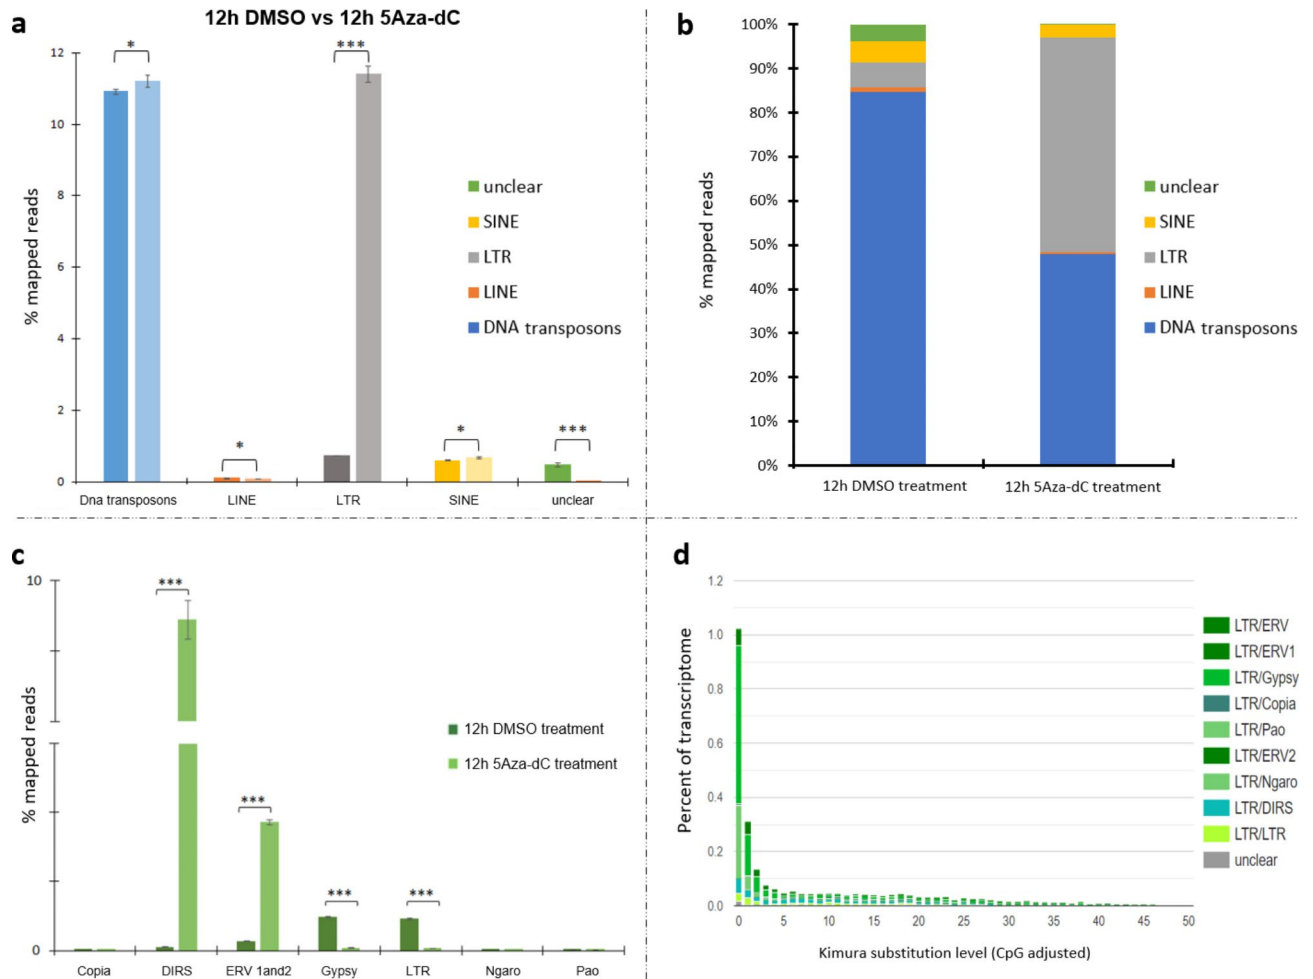 a
12h DMSO vs 12h 5Aza-dC
12
10
8
6
4
2
0
% mapped reads
*
*
***
*
***
unclear
SINE
LTR
LINE
DNA transposons
Dna transposons LINE LTR SINE unclear
b
100%
90%
80%
70%
60%
50%
40%
30%
20%
10%
0%
% mapped reads
unclear
SINE
LTR
LINE
DNA transposons
12h DMSO treatment 12h 5Aza-dC treatment
c
10
0
% mapped reads
***
***
***
***
12h DMSO treatment
12h 5Aza-dC treatment
Copia DIRS ERV 1and2 Gypsy LTR Ngaro Pao
d
1.2
1.0
0.8
0.6
0.4
0.2
0.0
Percent of transcriptome
LTR/ERV
LTR/ERV1
LTR/Gypsy
LTR/Copia
LTR/Pao
LTR/ERV2
LTR/Ngaro
LTR/DIRS
LTR/LTR
unclear
0 5 10 15 20 25 30 35 40 45 50
Kimura substitution level (CpG adjusted)